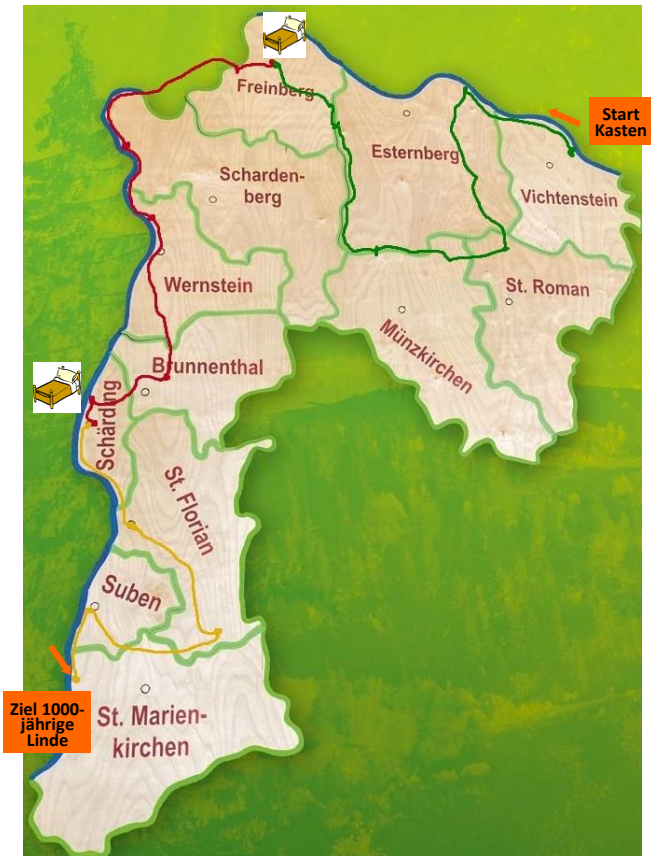 Freinberg
Start
Kasten
Esternberg
Scharden-
berg
Vichtenstein
Wernstein
St. Roman
Münzkirchen
Brunnenthal
Schärding
St. Florian
Suben
Ziel 1000-
jährige
Linde
St. Marien-
kirchen